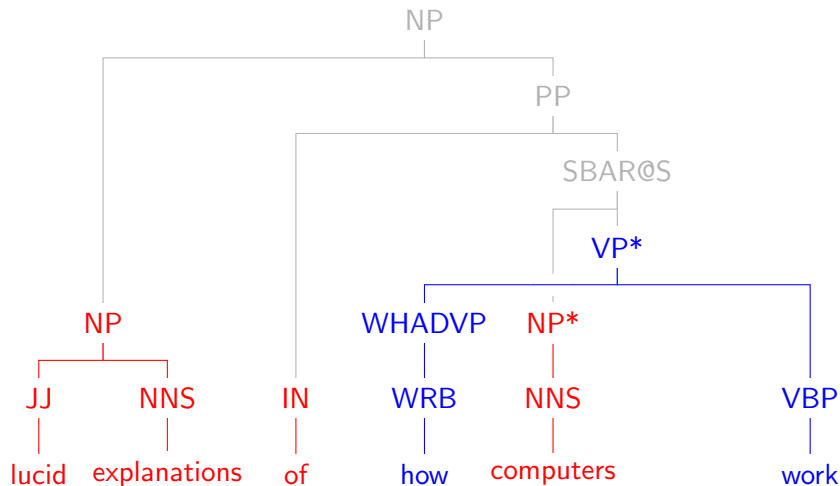 NP
PP
SBAR@S
VP*
NP WHADVP NP*
JJ NNS IN WRB NNS VBP
lucid explanations of how computers work